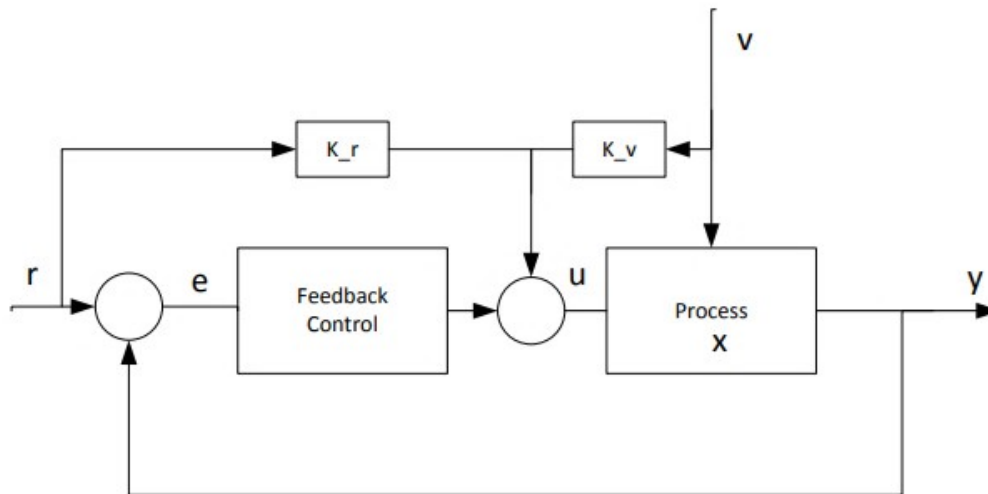 v
K_r
K_v
r
e
Feedback
Control
u
Process
x
y